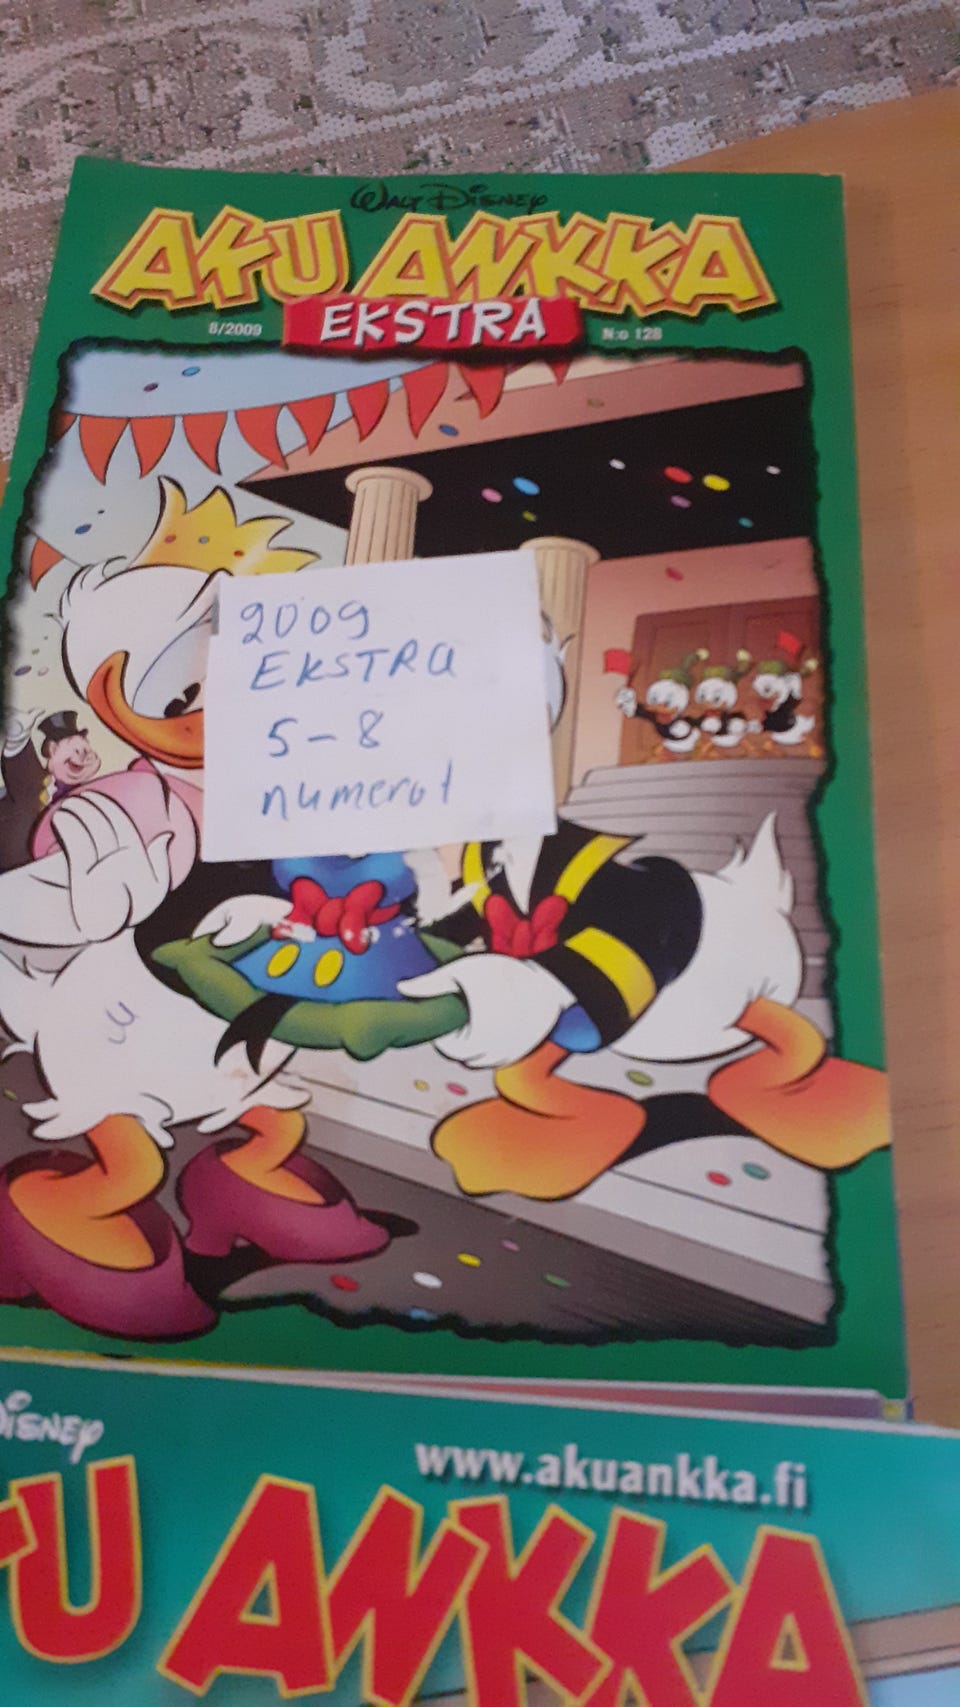 WALT DISNEY
AKU ANKKA
8/2009 EKSTRA N:o 128
2009
EKSTRA
5-8
numerot
DISNEY
www.akuankka.fi
ANKKA